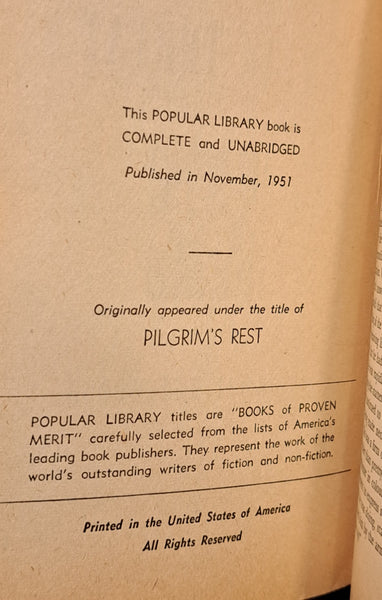 This POPULAR LIBRARY book is
COMPLETE and UNABRIDGED
Published in November, 1951
Originally appeared under the title of
PILGRIM'S REST
POPULAR LIBRARY titles are "BOOKS of PROVEN
MERIT" carefully selected from the lists of America's
leading book publishers. They represent the work of the
world's outstanding writers of fiction and non-fiction.
Printed in the United States of America
All Rights Reserved